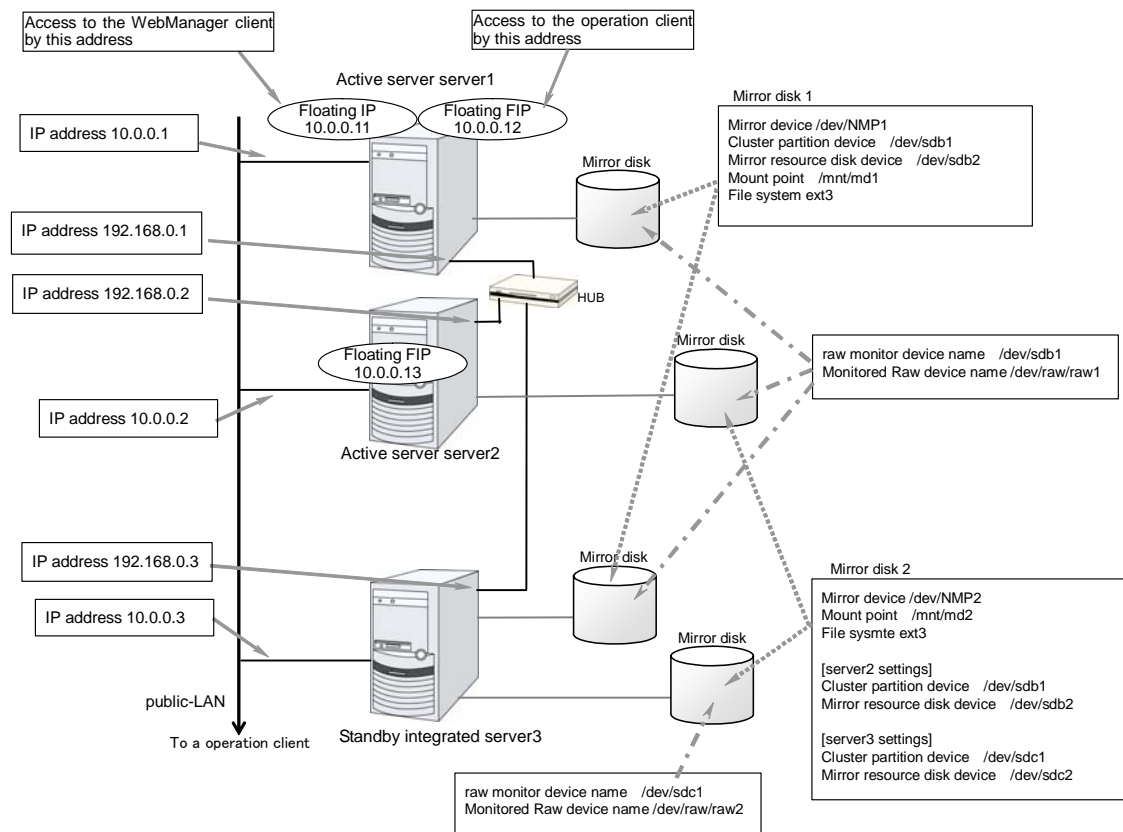 Access to the WebManager client
by this address
Access to the operation client
by this address
Active server server1
Floating IP
10.0.0.11
Floating FIP
10.0.0.12
Mirror disk 1
Mirror device /dev/NMP1
Cluster partition device /dev/sdb1
Mirror resource disk device /dev/sdb2
Mount point /mnt/md1
File system ext3
IP address 10.0.0.1
Mirror disk
IP address 192.168.0.1
IP address 192.168.0.2
HUB
Floating FIP
10.0.0.13
Mirror disk
raw monitor device name /dev/sdb1
Monitored Raw device name /dev/raw/raw1
IP address 10.0.0.2
Active server server2
IP address 192.168.0.3
Mirror disk
Mirror disk 2
Mirror device /dev/NMP2
Mount point /mnt/md2
File sysmte ext3
[server2 settings]
Cluster partition device /dev/sdb1
Mirror resource disk device /dev/sdb2
[server3 settings]
Cluster partition device /dev/sdc1
Mirror resource disk device /dev/sdc2
IP address 10.0.0.3
Mirror disk
public-LAN
To a operation client
Standby integrated server3
raw monitor device name /dev/sdc1
Monitored Raw device name /dev/raw/raw2